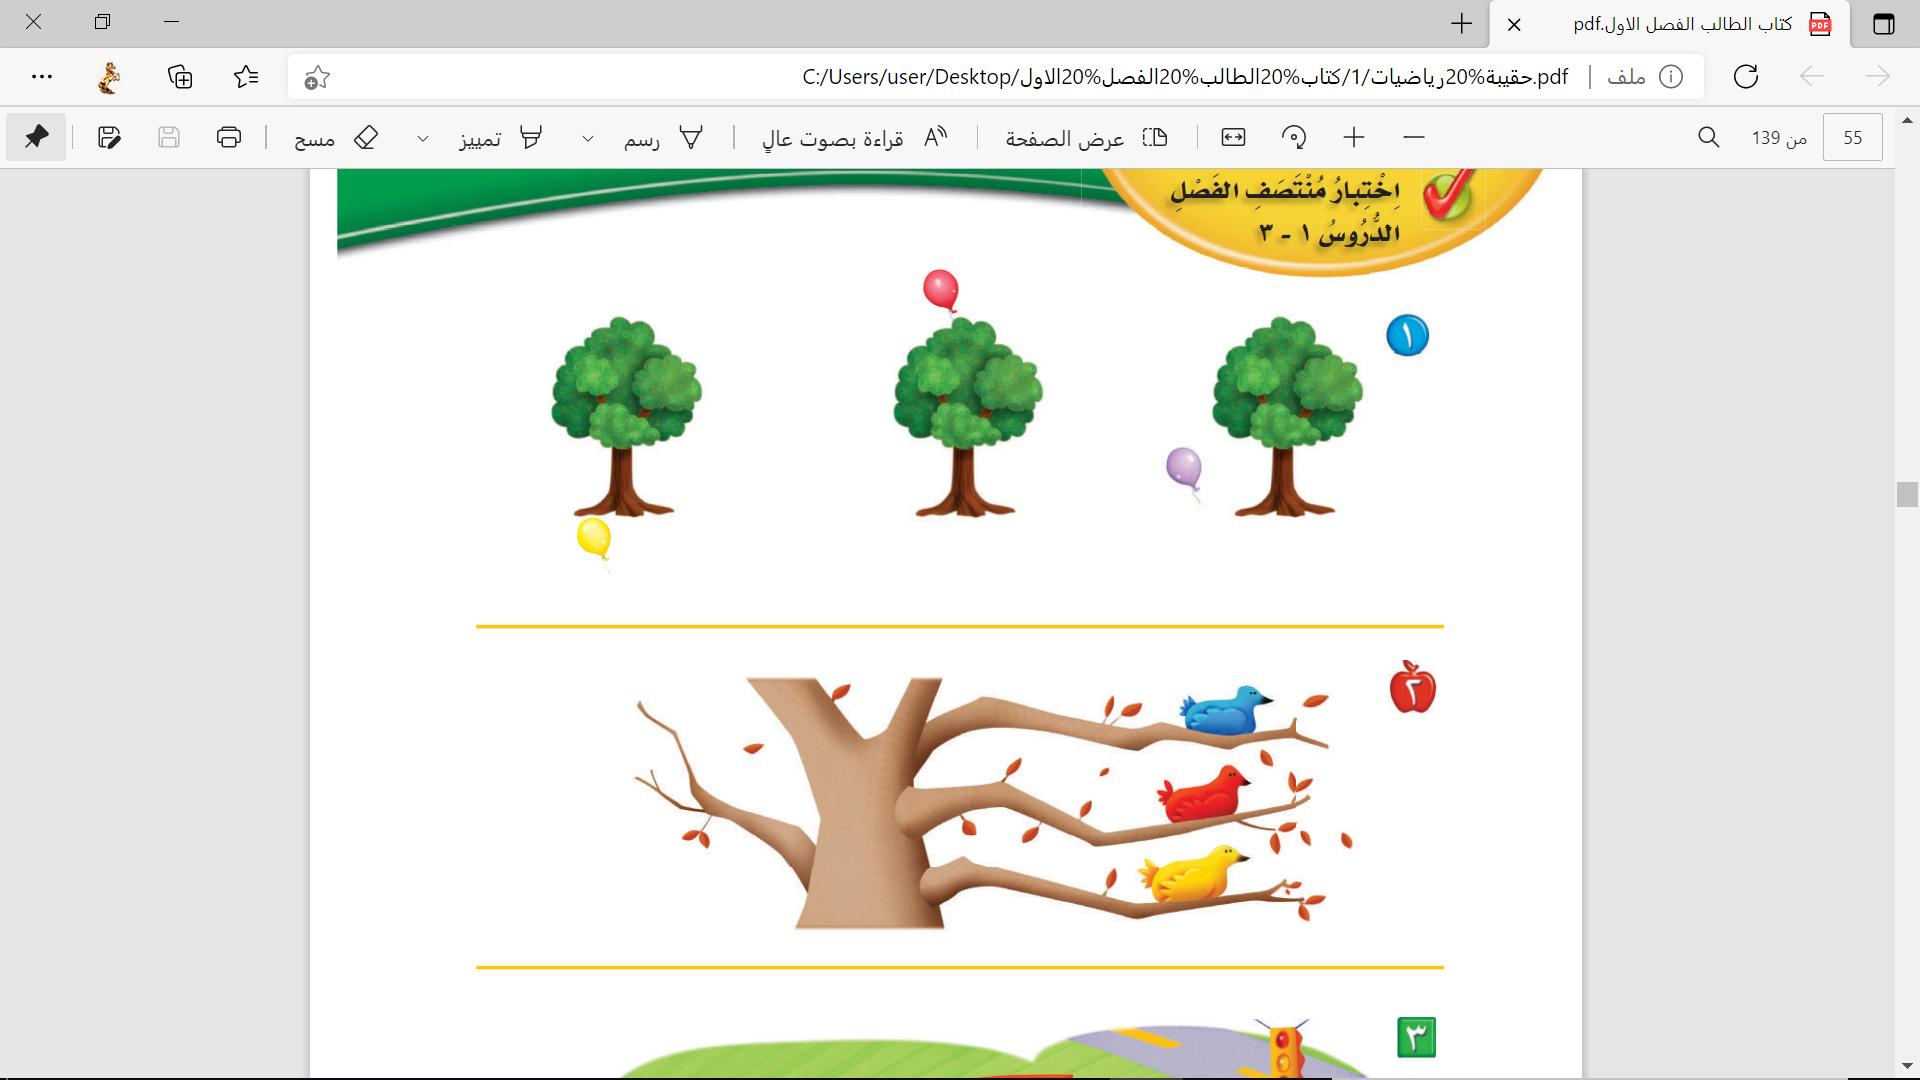 كتاب الطالب الفصل الاول.pdf
PDF
ملف
C:/Users/user/Desktop/حقيبة%20رياضيات/1/كتاب%20الطالب%20الفصل%20الاول.pdf
55
من 139
عرض الصفحة
قراءة بصوت عالٍ
رسم
تمييز
مسح
اِخْتِبارُ مُنْتَصَفِ الفَصْلِ
الدُّرُوسُ ١ - ٣
١
٢
٣